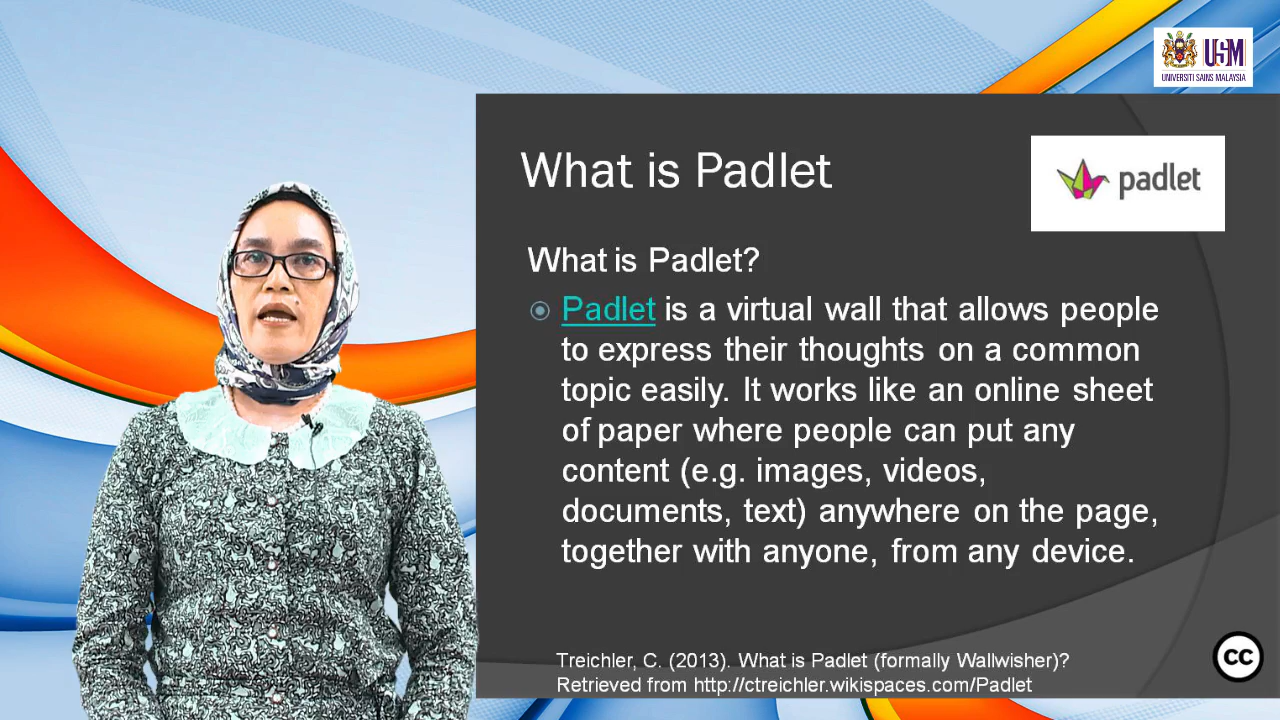 USM
UNIVERSITI SAINS MALAYSIA
What is Padlet
padlet
What is Padlet?
Padlet is a virtual wall that allows people
to express their thoughts on a common
topic easily. It works like an online sheet
of paper where people can put any
content (e.g. images, videos,
documents, text) anywhere on the page,
together with anyone, from any device.
Treichler, C. (2013). What is Padlet (formally Wallwisher)?
Retrieved from http://ctreichler.wikispaces.com/Padlet
cc